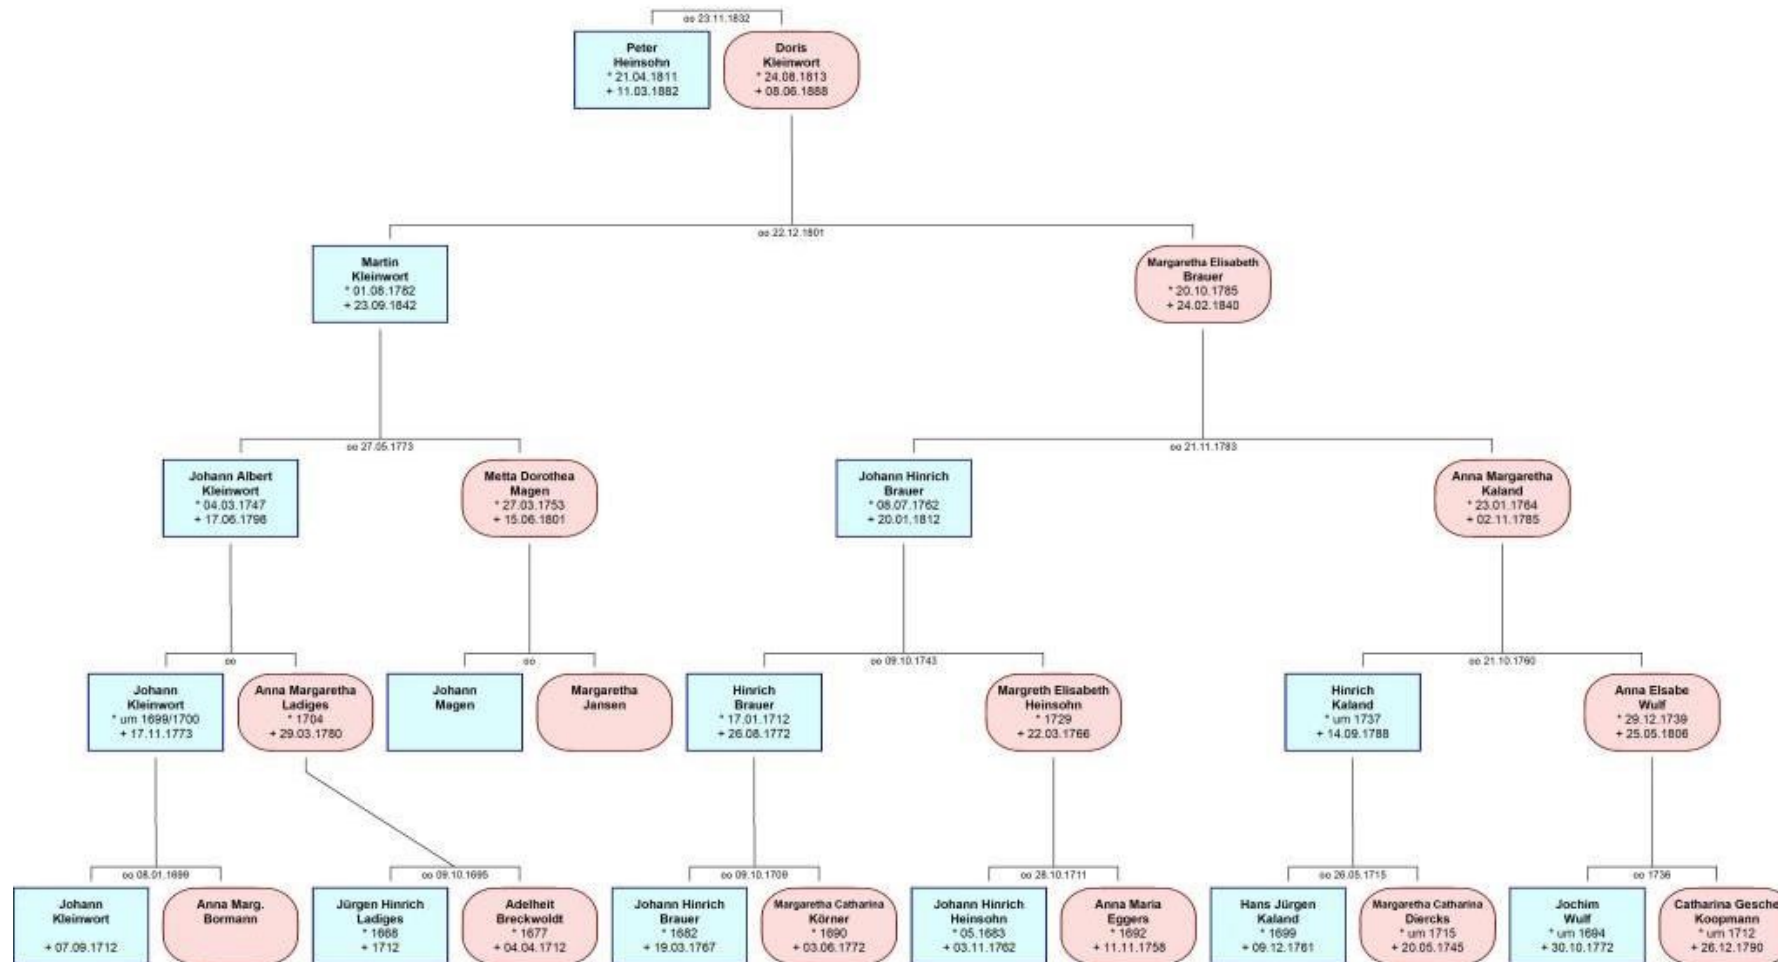 oo 23.11.1832
Peter
Heinsohn
* 21.04.1811
+ 11.03.1882
Doris
Kleinwort
* 24.08.1813
+ 08.06.1888
oo 22.12.1801
Martin
Kleinwort
* 01.08.1782
+ 23.09.1842
Margaretha Elisabeth
Brauer
* 20.10.1785
+ 24.02.1840
oo 27.05.1773
oo 21.11.1783
Johann Albert
Kleinwort
* 04.03.1747
+ 17.06.1798
Metta Dorothea
Magen
* 27.03.1753
+ 15.06.1801
Johann Hinrich
Brauer
* 08.07.1762
+ 20.01.1812
Anna Margaretha
Kaland
* 23.01.1764
+ 02.11.1785
oo
oo
oo 09.10.1743
oo 21.10.1760
Johann
Kleinwort
* um 1699/1700
+ 17.11.1773
Anna Margaretha
Ladiges
* 1704
+ 29.03.1780
Johann
Magen
Margaretha
Jansen
Hinrich
Brauer
* 17.01.1712
+ 26.08.1772
Margreth Elisabeth
Heinsohn
* 1729
+ 22.03.1766
Hinrich
Kaland
* um 1737
+ 14.09.1788
Anna Elsabe
Wulf
* 29.12.1739
+ 25.05.1806
oo 08.01.1699
oo 09.10.1695
oo 09.10.1709
oo 28.10.1711
oo 26.05.1715
oo 1736
Johann
Kleinwort
+ 07.09.1712
Anna Marg.
Bormann
Jürgen Hinrich
Ladiges
* 1668
+ 1712
Adelheit
Breckwoldt
* 1677
+ 04.04.1712
Johann Hinrich
Brauer
* 1682
+ 19.03.1767
Margaretha Catharina
Körner
* 1690
+ 03.06.1772
Johann Hinrich
Heinsohn
* 05.1683
+ 03.11.1762
Anna Maria
Eggers
* 1692
+ 11.11.1758
Hans Jürgen
Kaland
* 1699
+ 09.12.1761
Margaretha Catharina
Diercks
* um 1715
+ 20.05.1745
Jochim
Wulf
* um 1694
+ 30.10.1772
Catharina Gesche
Koopmann
* um 1712
+ 26.12.1790